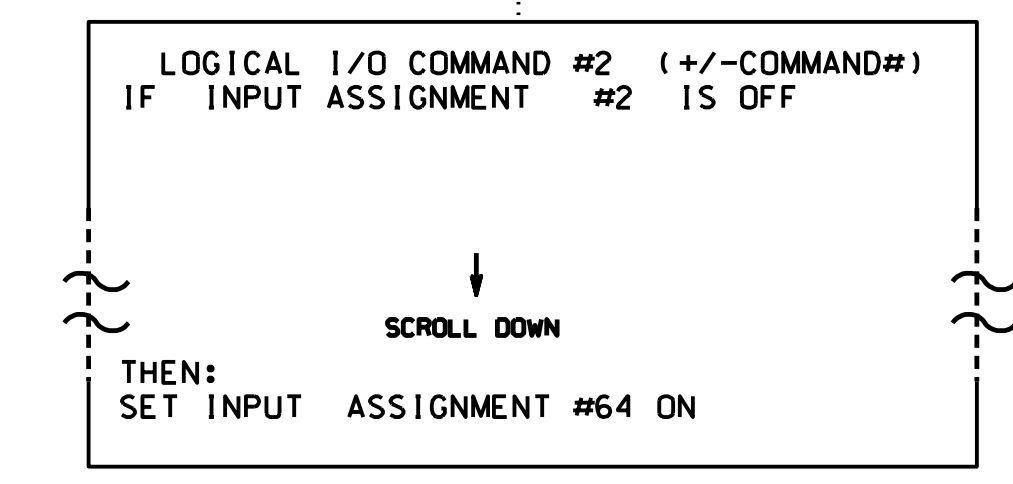 LOGICAL I/O COMMAND #2 (+/-COMMAND#)
IF INPUT ASSIGNMENT #2 IS OFF
SCROLL DOWN
THEN:
SET INPUT ASSIGNMENT #64 ON